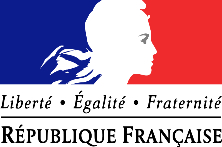 Liberté • Égalité • Fraternité
RÉPUBLIQUE FRANÇAISE